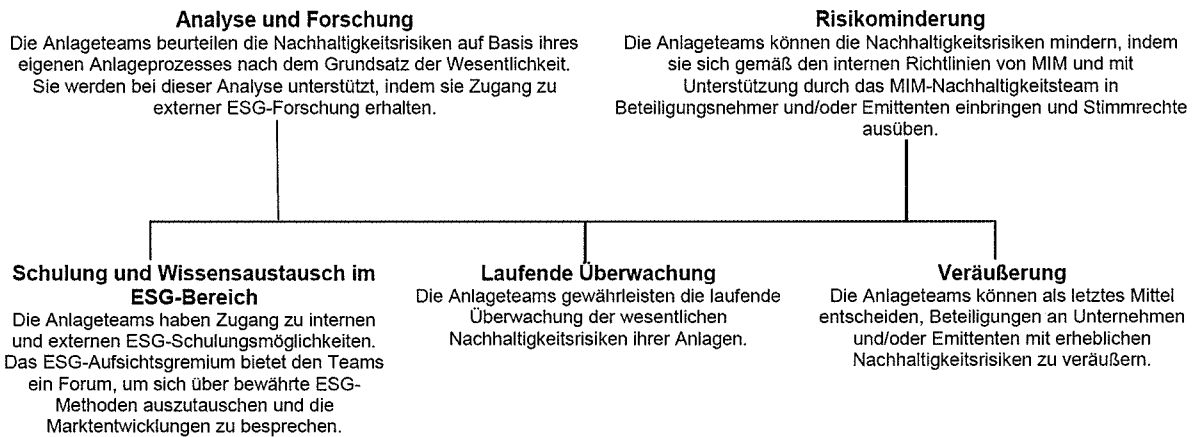 Analyse und Forschung
Die Anlageteams beurteilen die Nachhaltigkeitsrisiken auf Basis ihres
eigenen Anlageprozesses nach dem Grundsatz der Wesentlichkeit.
Sie werden bei dieser Analyse unterstützt, indem sie Zugang zu
externer ESG-Forschung erhalten.
Risikominderung
Die Anlageteams können die Nachhaltigkeitsrisiken mindern, indem
sie sich gemäß den internen Richtlinien von MIM und mit
Unterstützung durch das MIM-Nachhaltigkeitsteam in
Beteiligungsnehmer und/oder Emittenten einbringen und Stimmrechte
ausüben.
Schulung und Wissensaustausch im
ESG-Bereich
Die Anlageteams haben Zugang zu internen
und externen ESG-Schulungsmöglichkeiten.
Das ESG-Aufsichtsgremium bietet den Teams
ein Forum, um sich über bewährte ESG-
Methoden auszutauschen und die
Marktentwicklungen zu besprechen.
Laufende Überwachung
Die Anlageteams gewährleisten die laufende
Überwachung der wesentlichen
Nachhaltigkeitsrisiken ihrer Anlagen.
Veräußerung
Die Anlageteams können als letztes Mittel
entscheiden, Beteiligungen an Unternehmen
und/oder Emittenten mit erheblichen
Nachhaltigkeitsrisiken zu veräußern.